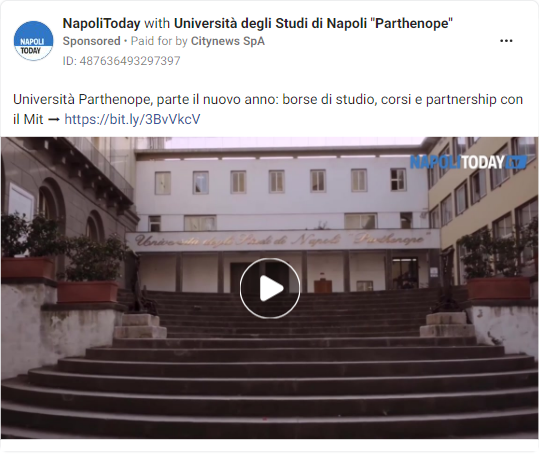 NapoliToday with Università degli Studi di Napoli "Parthenope"
Sponsored • Paid for by Citynews SpA
ID: 487636493297397
NAPOLI
TODAY
Università Parthenope, parte il nuovo anno: borse di studio, corsi e partnership con
il Mit ➞ https://bit.ly/3BvVkcV
NAPOLITODAY
Università degli Studi di Napoli "Parthenope"